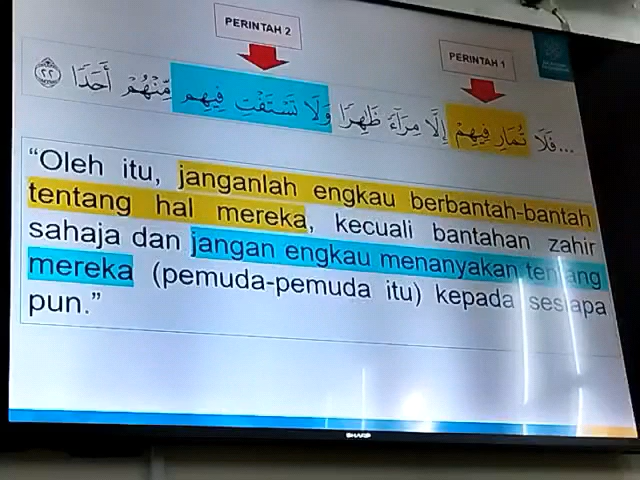 PERINTAH 2
PERINTAH 1
...فَلَا تُمَارِ فِيهِمْ إِلَّا مِرَآءً ظَٰهِرًا وَلَا تَسْتَفْتِ فِيهِم مِّنْهُمْ أَحَدًا ٢٢
“Oleh itu, janganlah engkau berbantah-bantah
tentang hal mereka, kecuali bantahan zahir
sahaja dan jangan engkau menanyakan tentang
mereka (pemuda-pemuda itu) kepada sesiapa
pun.”
SHARP